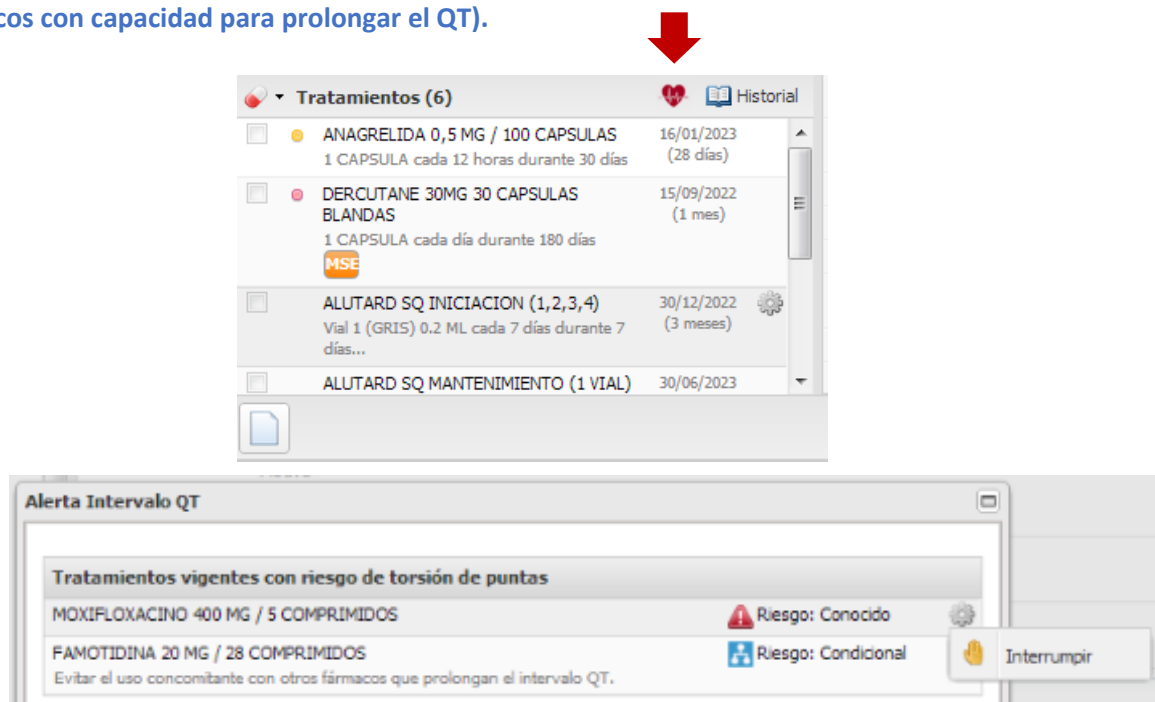 cos con capacidad para prolongar el QT).
Tratamientos (6)
Historial
ANAGRELIDA 0,5 MG / 100 CAPSULAS
16/01/2023
1 CAPSULA cada 12 horas durante 30 días
(28 días)
DERCUTANE 30MG 30 CAPSULAS
15/09/2022
BLANDAS
(1 mes)
1 CAPSULA cada día durante 180 días
MSE
ALUTARD SQ INICIACION (1,2,3,4)
30/12/2022
Vial 1 (GRIS) 0.2 ML cada 7 días durante 7
(3 meses)
días...
ALUTARD SQ MANTENIMIENTO (1 VIAL)
30/06/2023
Alerta Intervalo QT
Tratamientos vigentes con riesgo de torsión de puntas
MOXIFLOXACINO 400 MG / 5 COMPRIMIDOS
Riesgo: Conocido
FAMOTIDINA 20 MG / 28 COMPRIMIDOS
Riesgo: Condicional
Interrumpir
Evitar el uso concomitante con otros fármacos que prolongan el intervalo QT.